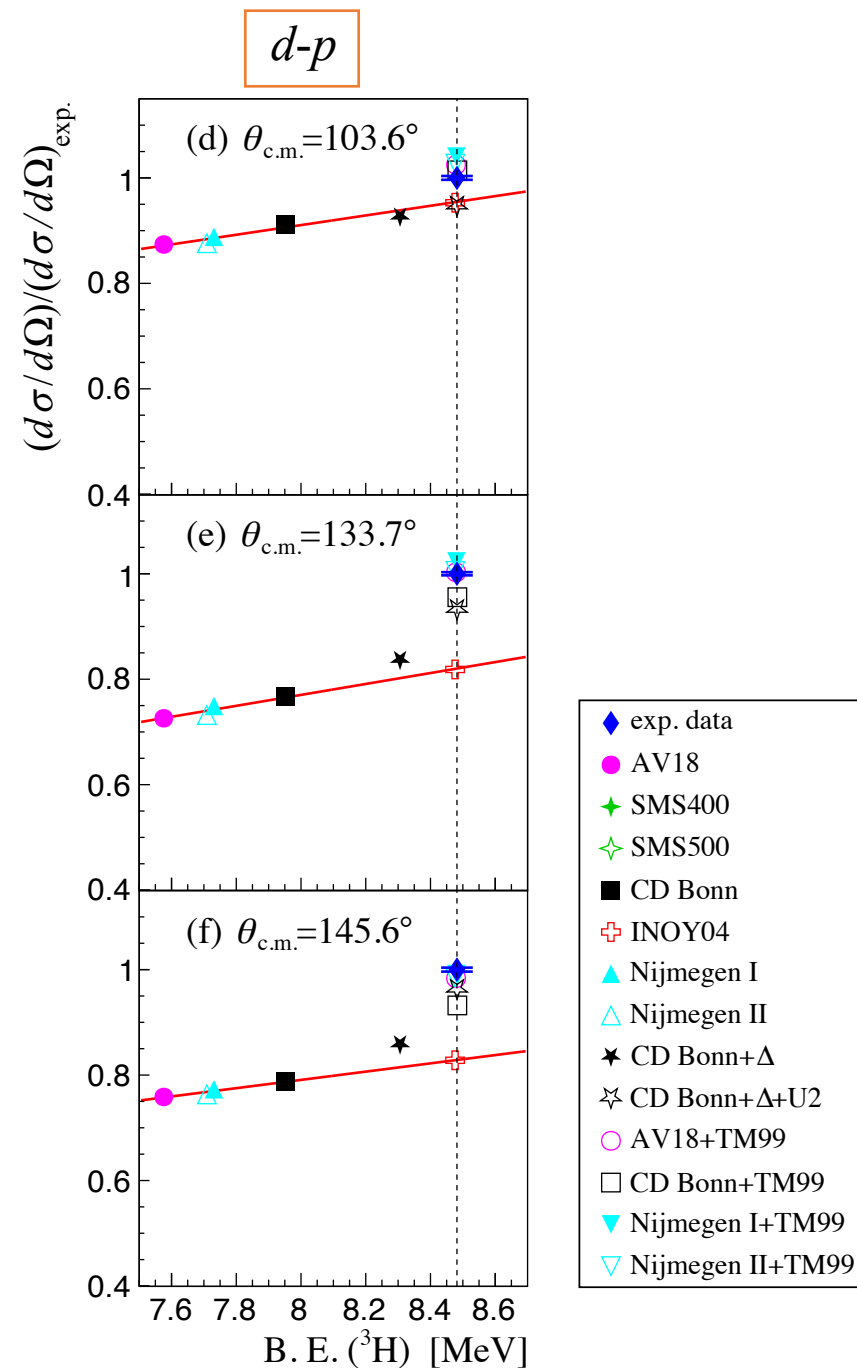 d-p
(dσ/dΩ)/(dσ/dΩ)exp.
(d) θc.m.=103.6°
1
0.8
0.6
0.4
(e) θc.m.=133.7°
1
0.8
0.6
0.4
(f) θc.m.=145.6°
1
0.8
0.6
0.4
7.6 7.8 8 8.2 8.4 8.6
B. E. (³H) [MeV]
exp. data
AV18
SMS400
SMS500
CD Bonn
INOY04
Nijmegen I
Nijmegen II
CD Bonn+Δ
CD Bonn+Δ+U2
AV18+TM99
CD Bonn+TM99
Nijmegen I+TM99
Nijmegen II+TM99